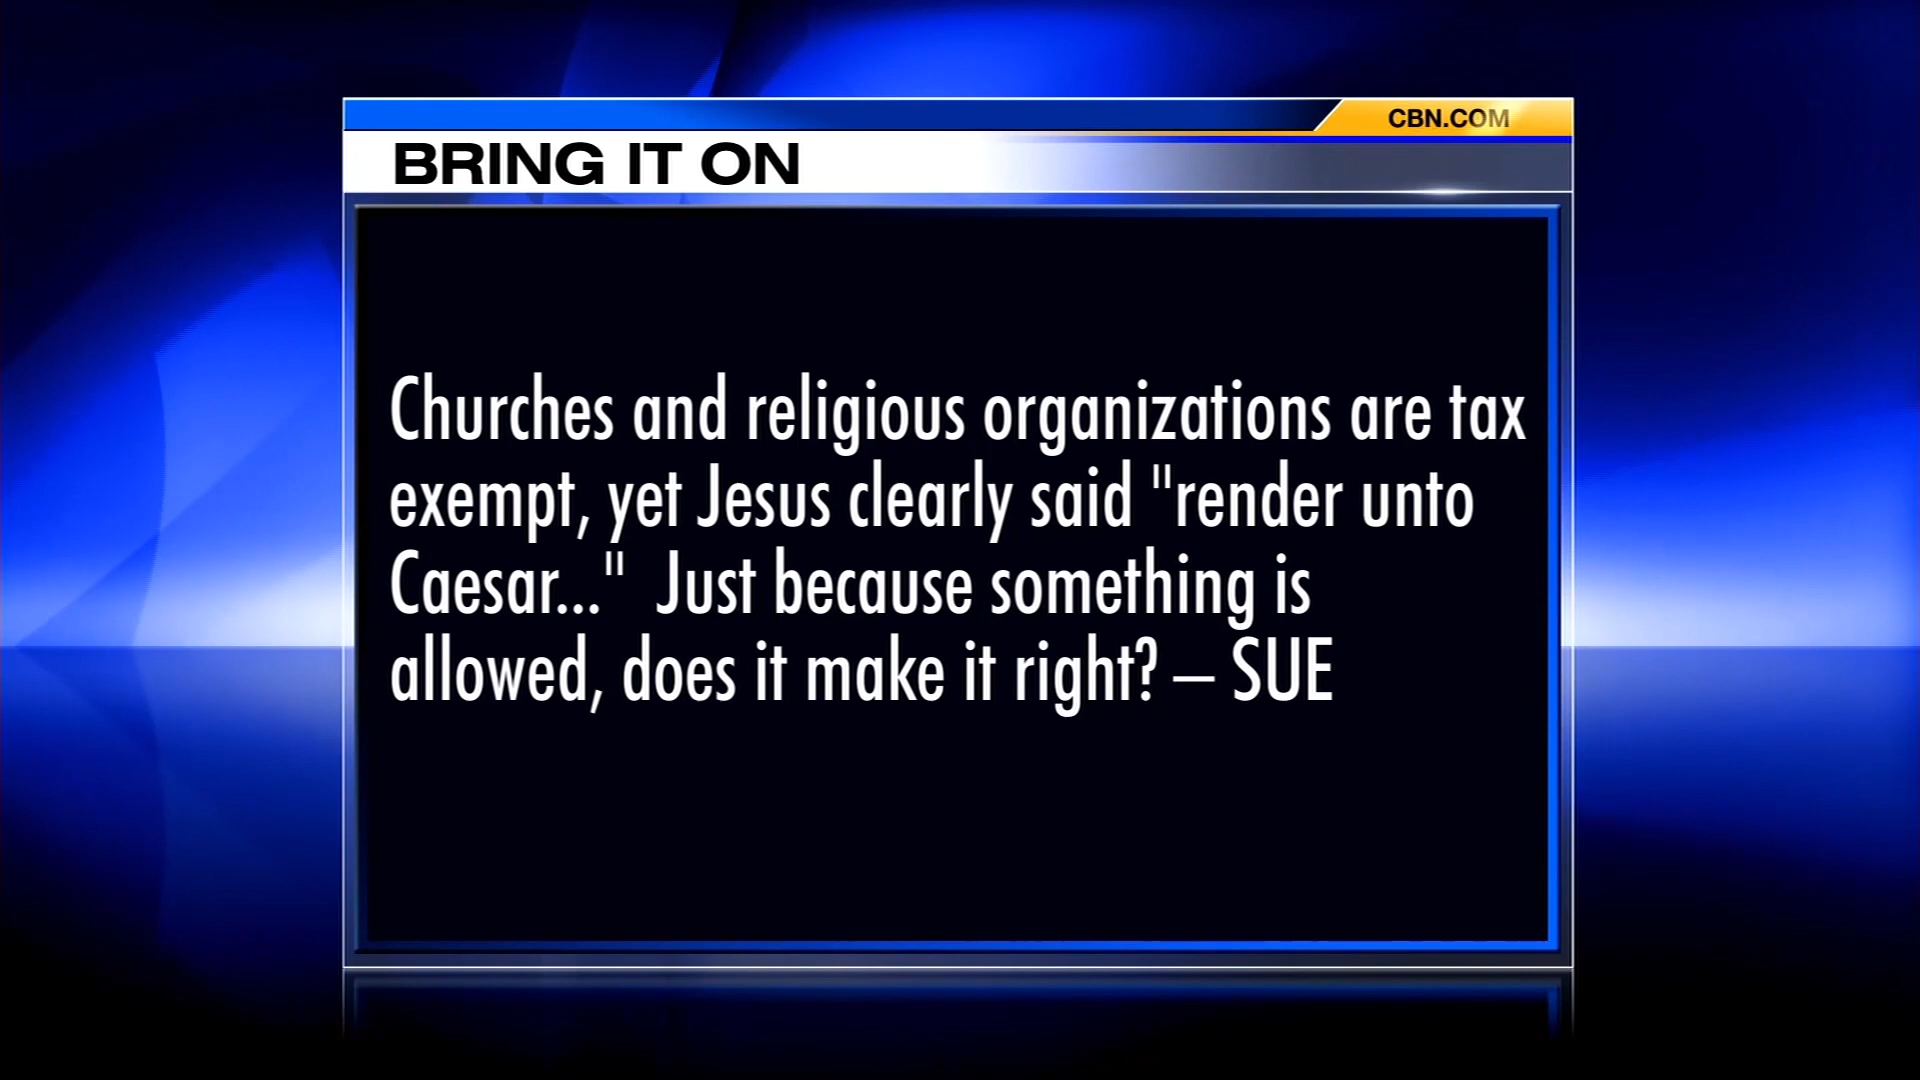 CBN.COM
BRING IT ON
Churches and religious organizations are tax
exempt, yet Jesus clearly said "render unto
Caesar..."  Just because something is
allowed, does it make it right? – SUE